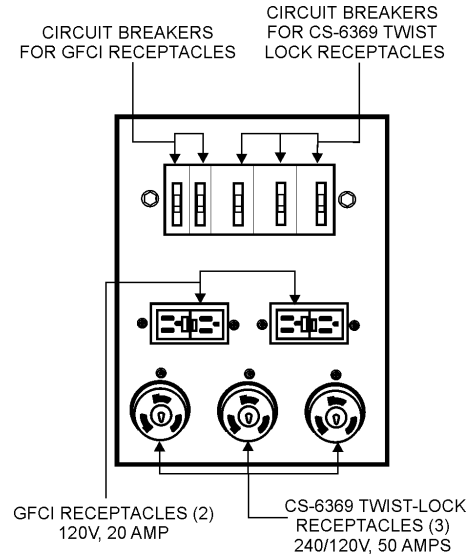 CIRCUIT BREAKERS
FOR GFCI RECEPTACLES
CIRCUIT BREAKERS
FOR CS-6369 TWIST
LOCK RECEPTACLES
GFCI RECEPTACLES (2)
120V, 20 AMP
CS-6369 TWIST-LOCK
RECEPTACLES (3)
240/120V, 50 AMPS